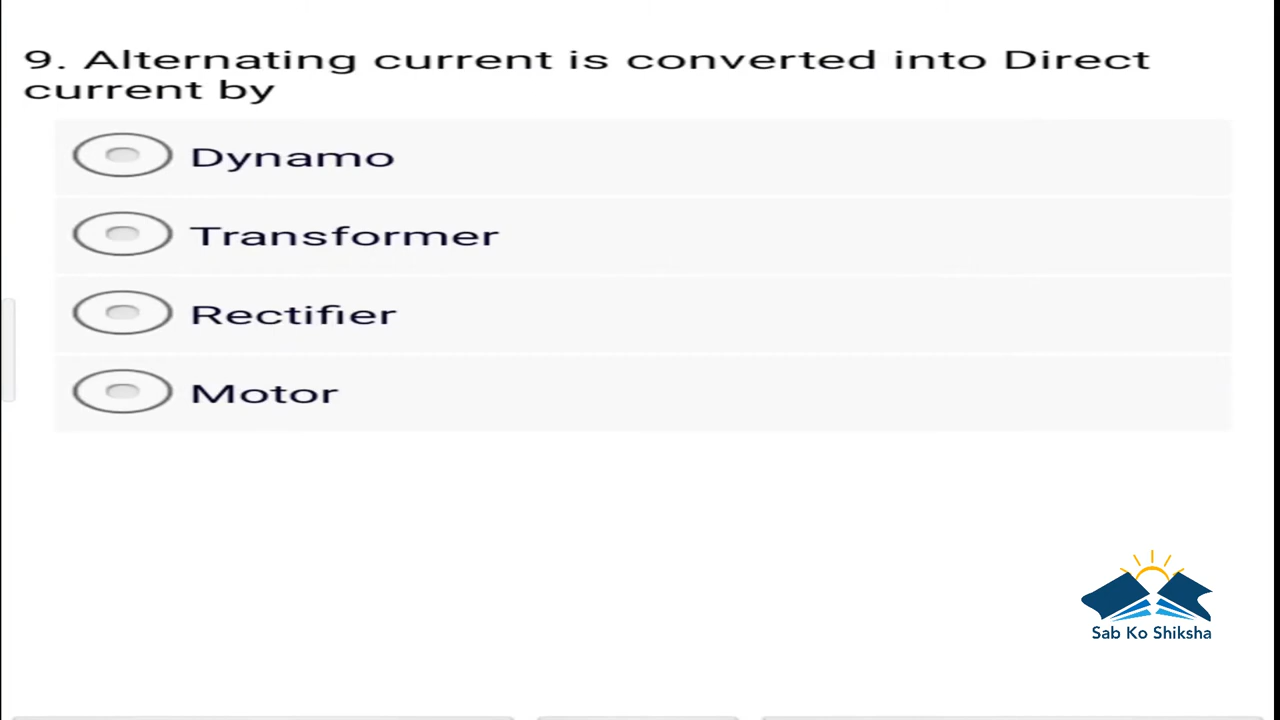 9. Alternating current is converted into Direct
current by
Dynamo
Transformer
Rectifier
Motor
Sab Ko Shiksha